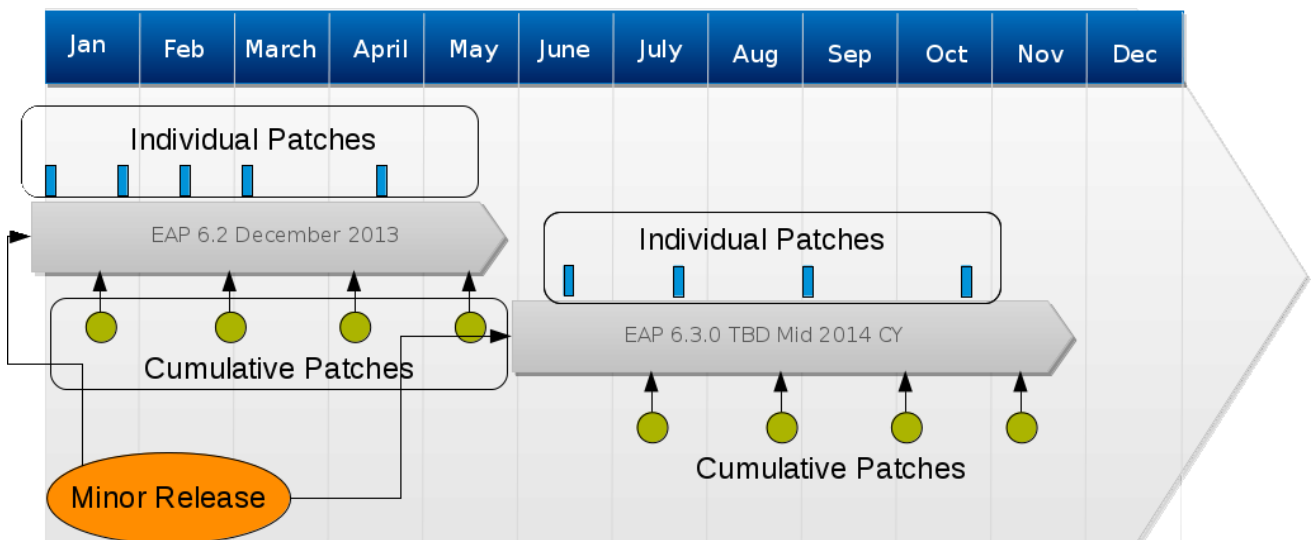 Jan Feb March April May June July Aug Sep Oct Nov Dec
Individual Patches
EAP 6.2 December 2013
Cumulative Patches
Individual Patches
EAP 6.3.0 TBD Mid 2014 CY
Cumulative Patches
Minor Release